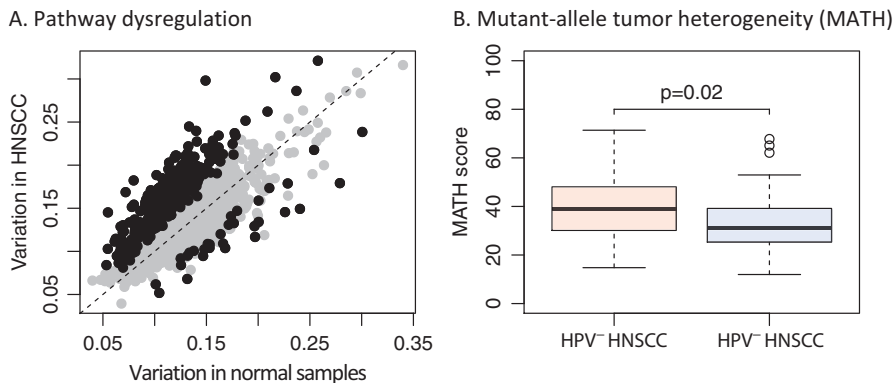 A. Pathway dysregulation
Variation in HNSCC
0.25
0.15
0.05
0.05
0.15
0.25
0.35
Variation in normal samples
B. Mutant-allele tumor heterogeneity (MATH)
MATH score
100
80
60
40
20
0
p=0.02
HPV⁻ HNSCC
HPV⁻ HNSCC